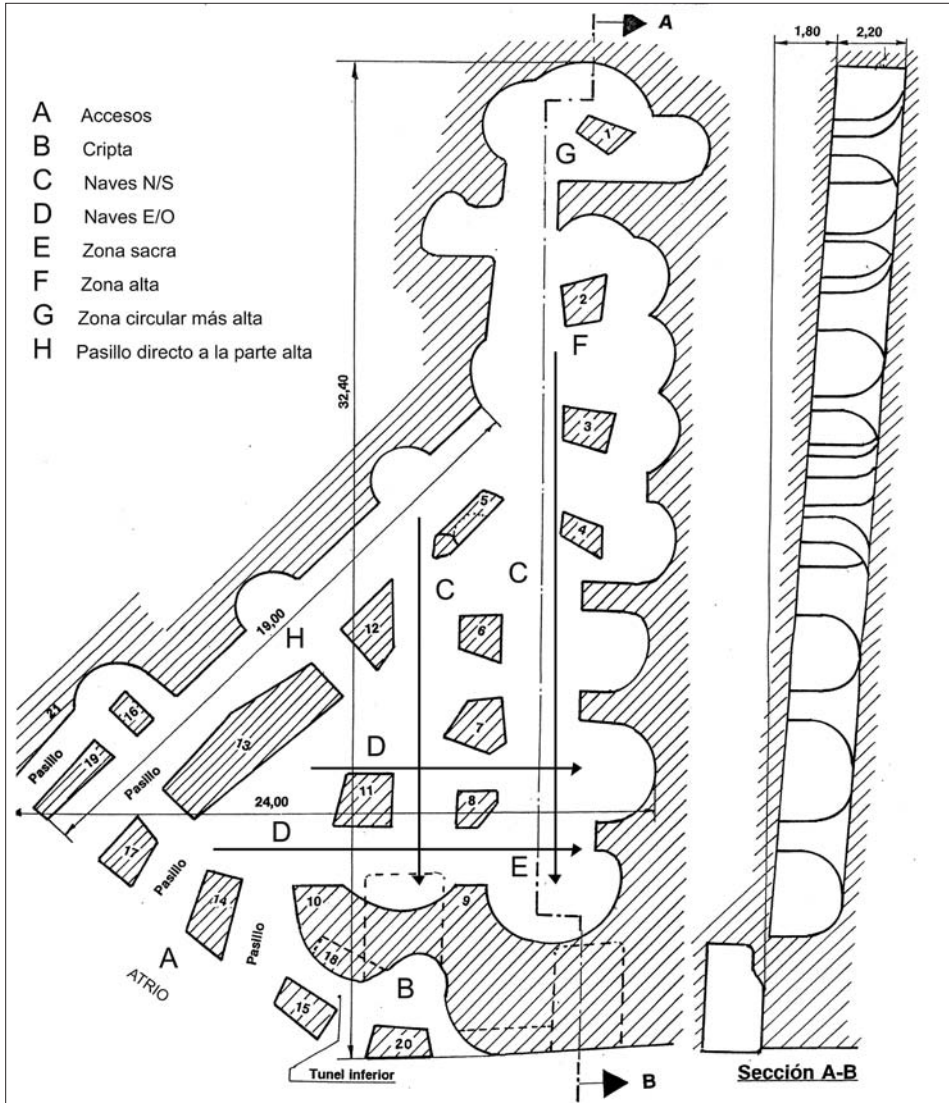 A
1,80
2,20
A Accesos
B Cripta
C Naves N/S
D Naves E/O
E Zona sacra
F Zona alta
G Zona circular más alta
H Pasillo directo a la parte alta
1
G
2
F
32,40
3
5
4
C
C
12
6
19,00
H
16
7
21
13
Pasillo
19
Pasillo
D
11
8
24,00
D
17
E
Pasillo
14
10
9
Pasillo
18
A
B
ATRIO
15
20
Tunel inferior
B
Sección A-B